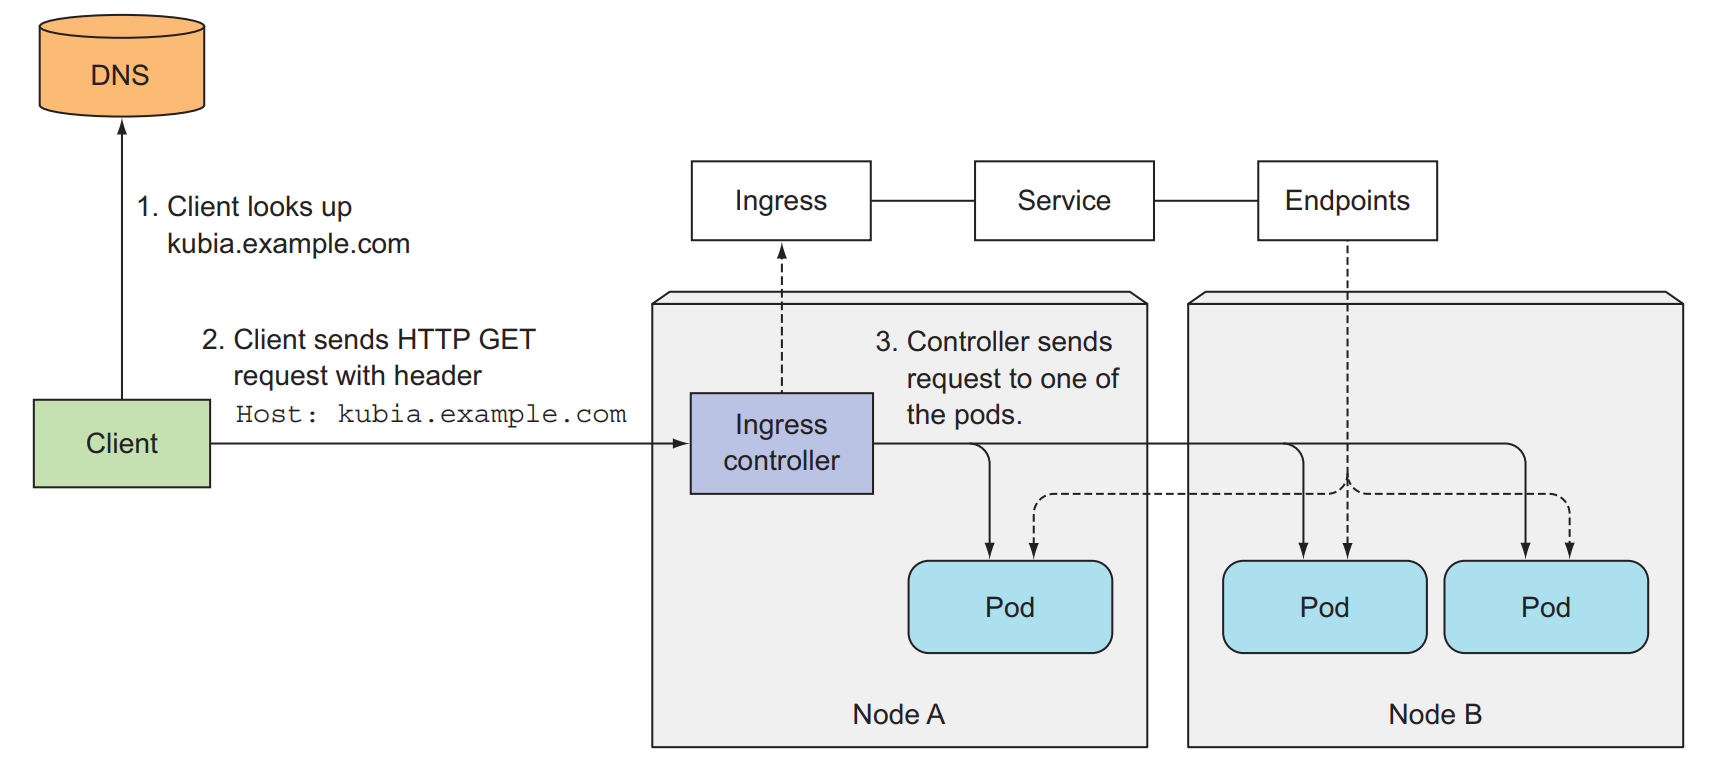 DNS
1. Client looks up
kubia.example.com
Ingress
Service
Endpoints
2. Client sends HTTP GET
request with header
Host: kubia.example.com
3. Controller sends
request to one of
the pods.
Client
Ingress
controller
Pod
Pod
Pod
Node A
Node B